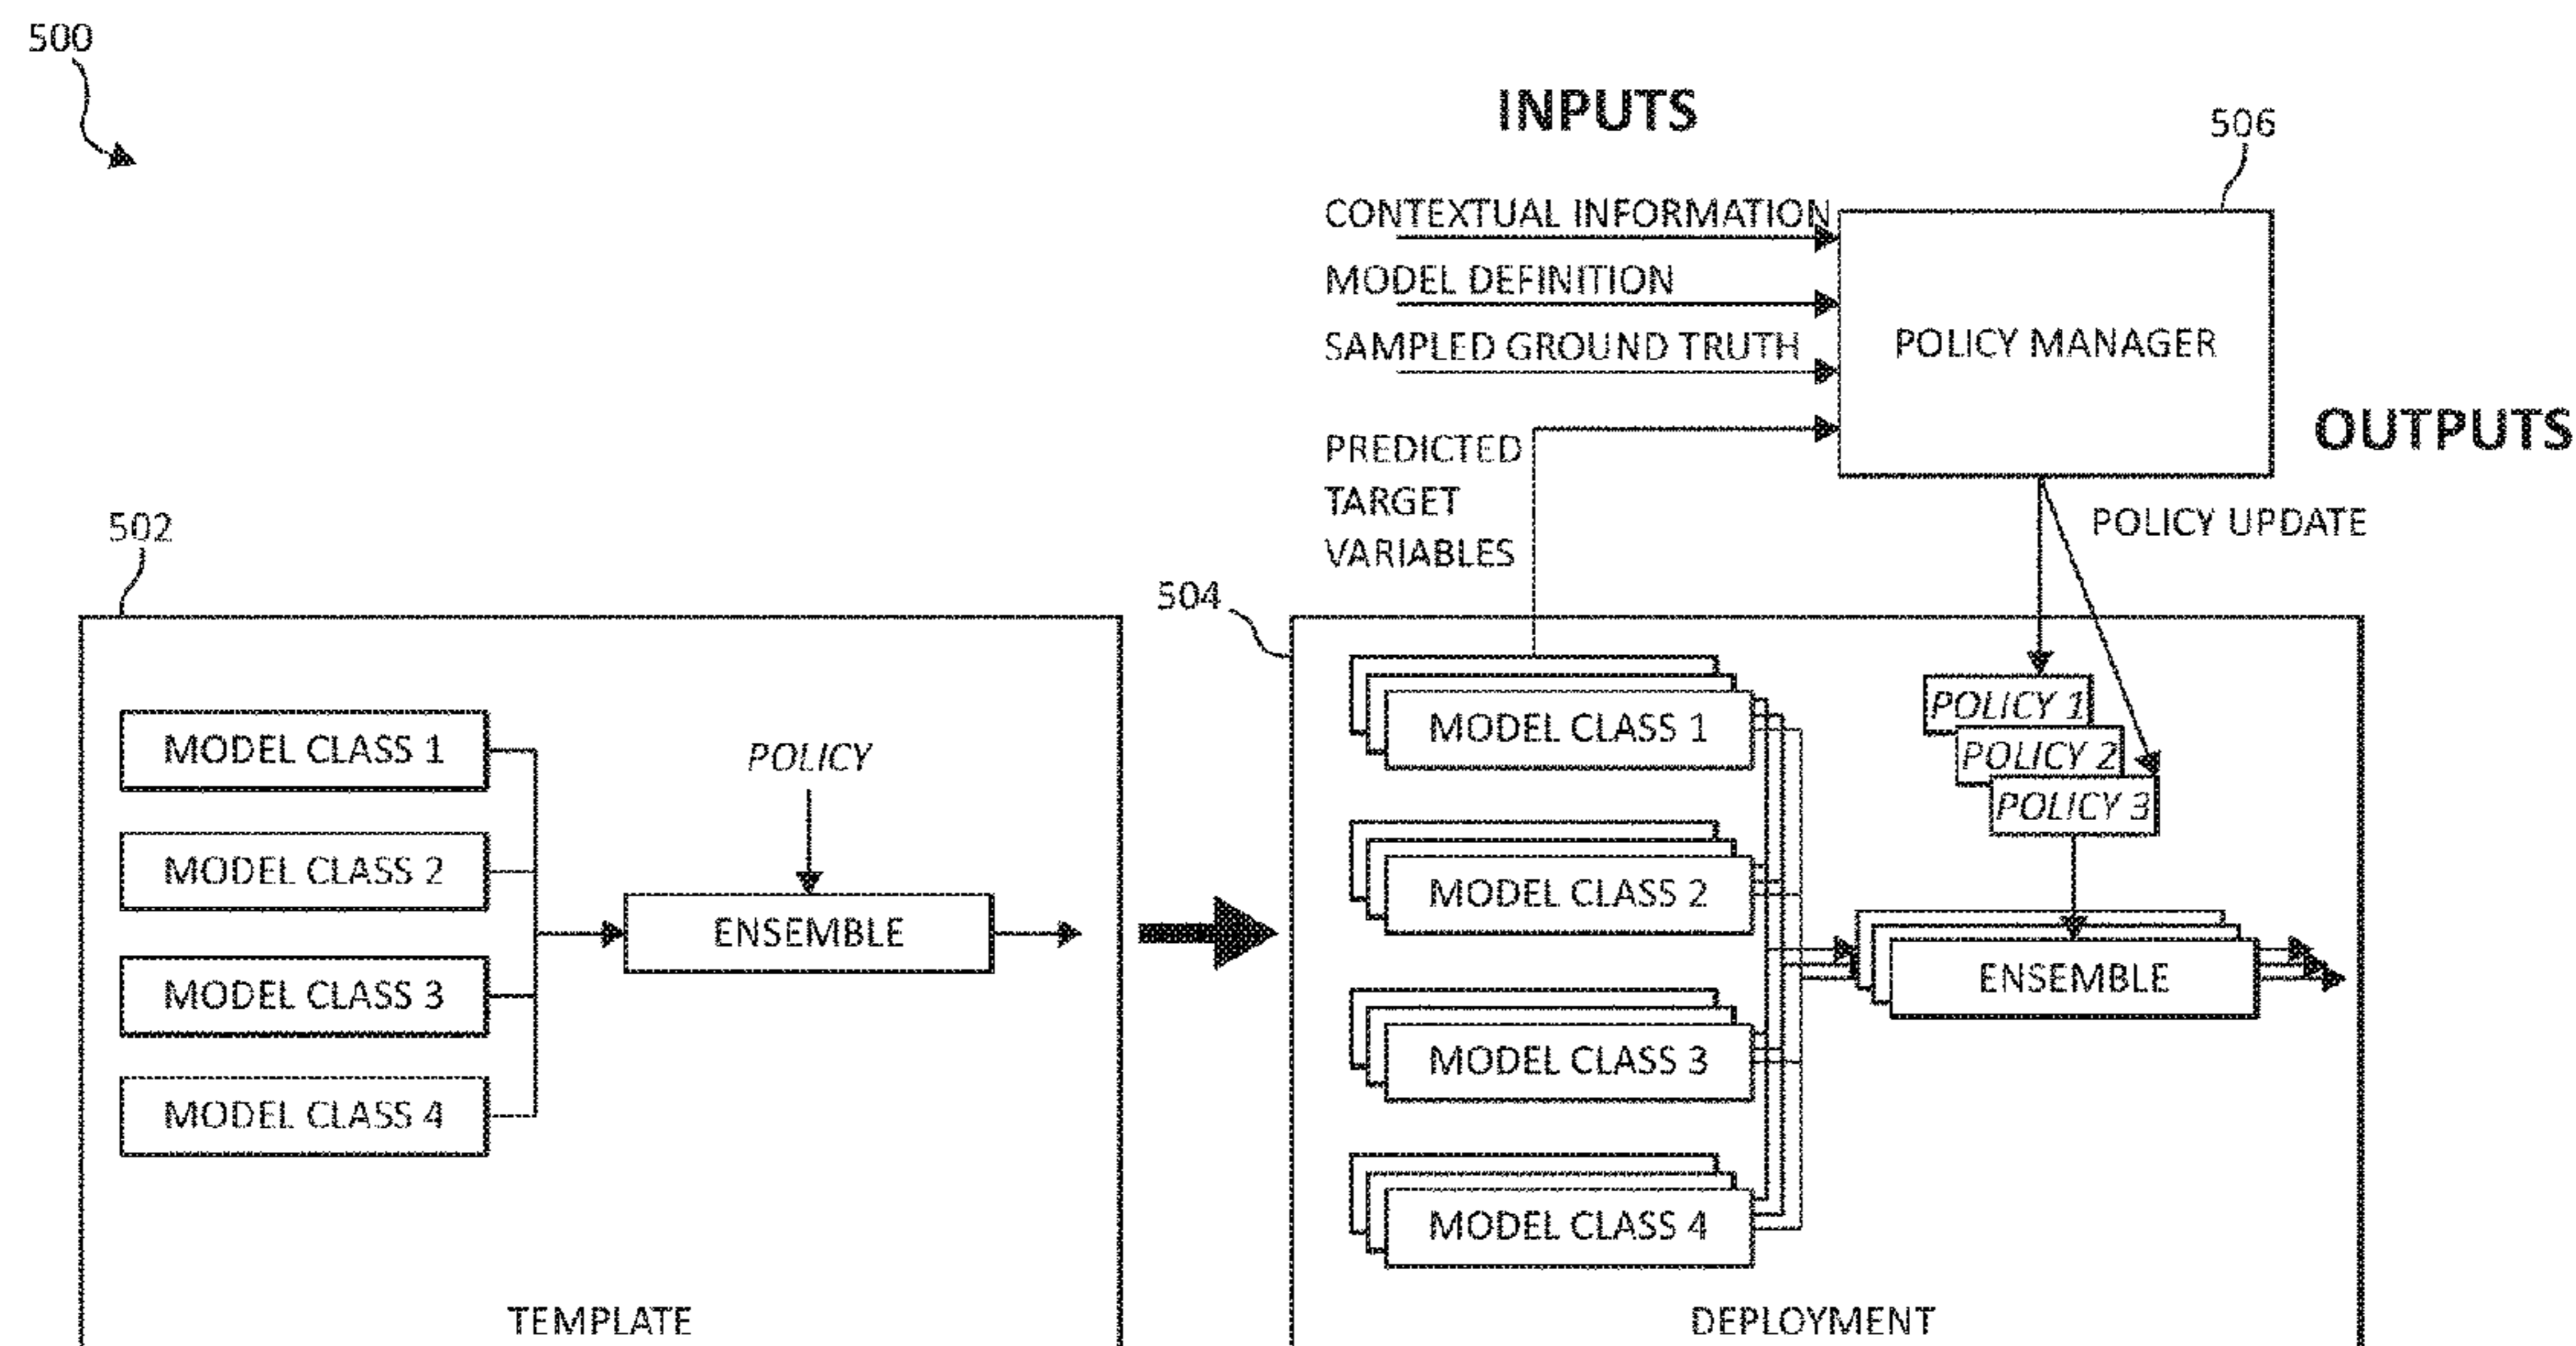 500
INPUTS
506
CONTEXTUAL INFORMATION
MODEL DEFINITION
SAMPLED GROUND TRUTH
PREDICTED
TARGET
VARIABLES
POLICY MANAGER
OUTPUTS
POLICY UPDATE
502
MODEL CLASS 1
MODEL CLASS 2
MODEL CLASS 3
MODEL CLASS 4
POLICY
ENSEMBLE
TEMPLATE
504
MODEL CLASS 1
MODEL CLASS 2
MODEL CLASS 3
MODEL CLASS 4
POLICY 1
POLICY 2
POLICY 3
ENSEMBLE
DEPLOYMENT